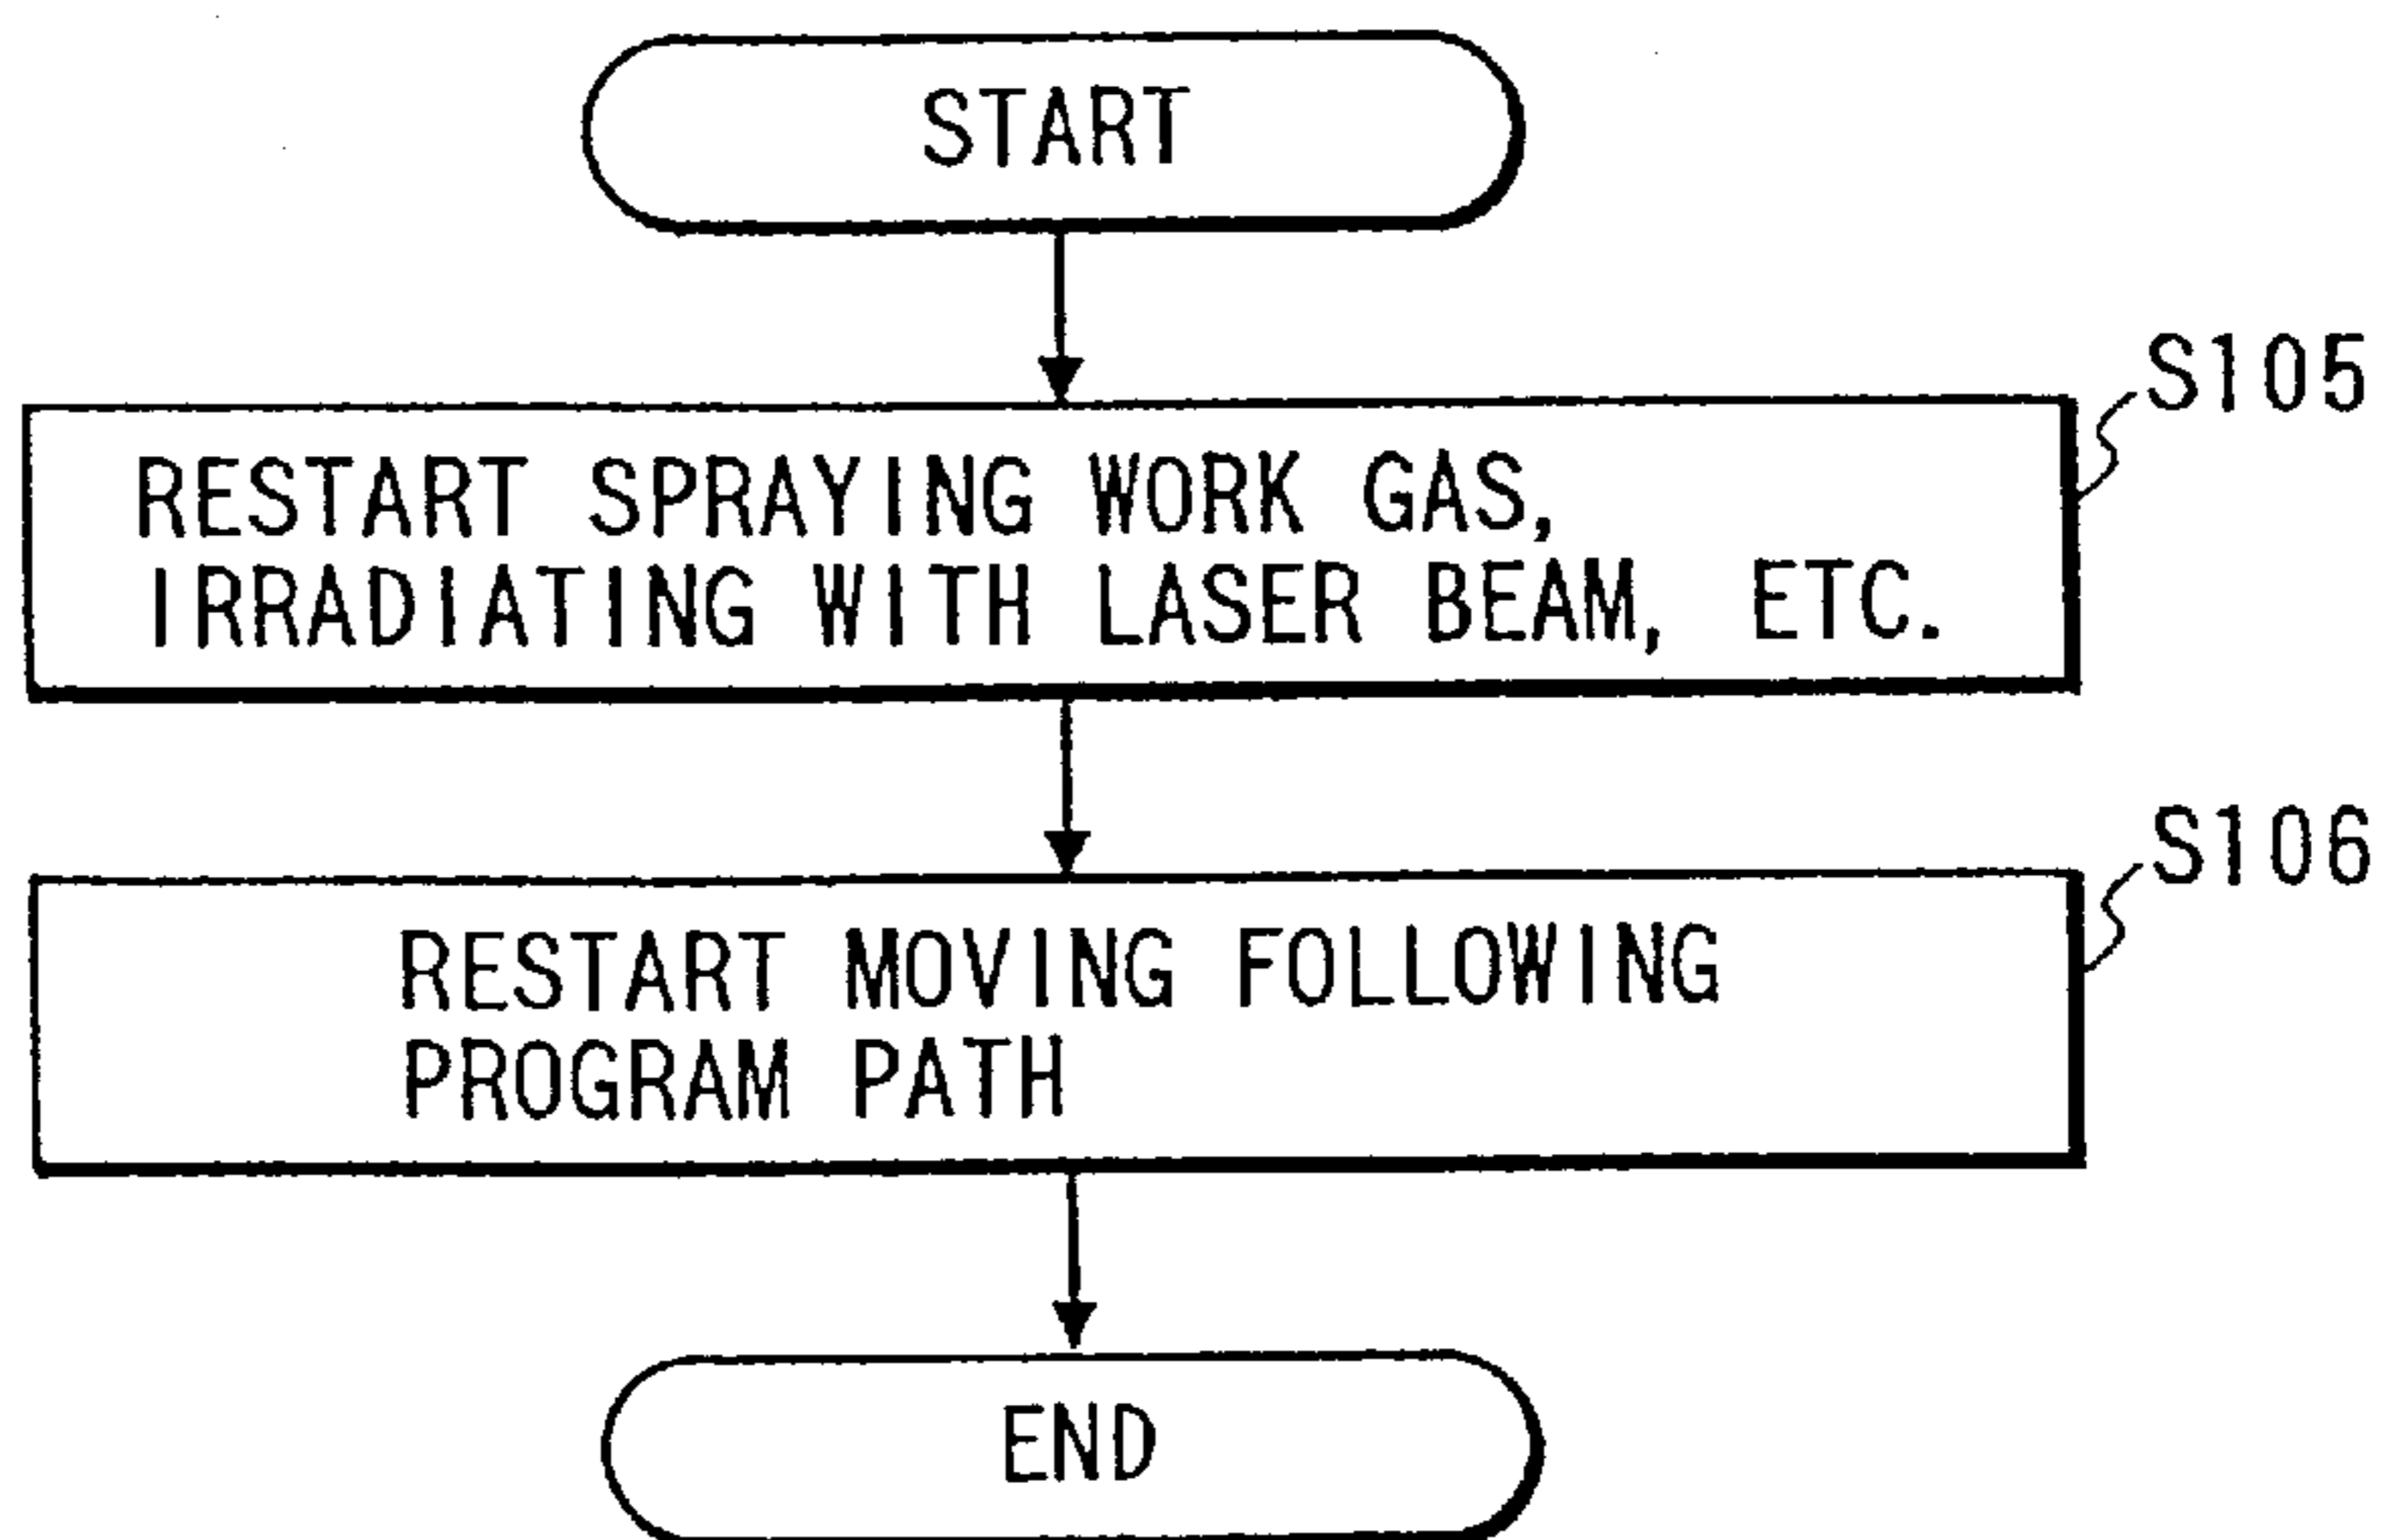 START
S105
RESTART SPRAYING WORK GAS,
IRRADIATING WITH LASER BEAM, ETC.
S106
RESTART MOVING FOLLOWING
PROGRAM PATH
END